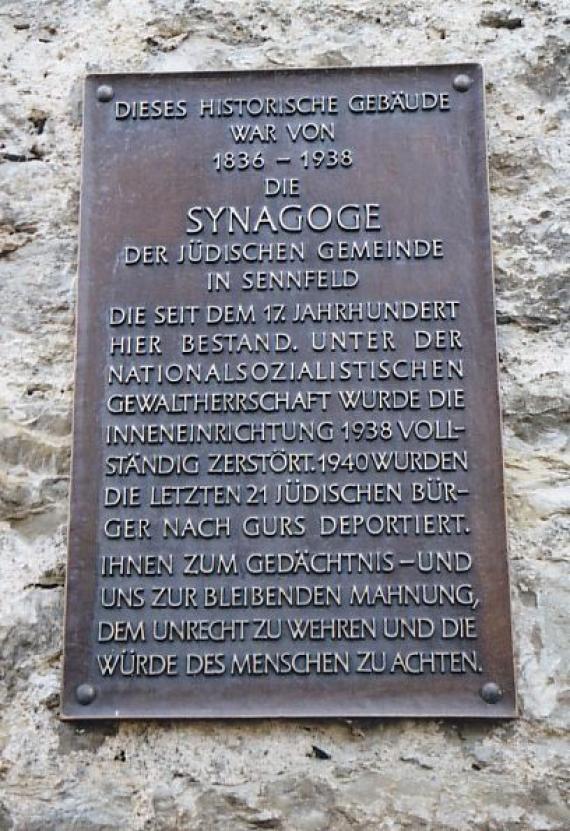 DIESES HISTORISCHE GEBÄUDE
WAR VON
1836 – 1938
DIE
SYNAGOGE
DER JÜDISCHEN GEMEINDE
IN SENNFELD
DIE SEIT DEM 17. JAHRHUNDERT
HIER BESTAND. UNTER DER
NATIONALSOZIALISTISCHEN
GEWALTHERRSCHAFT WURDE DIE
INNENEINRICHTUNG 1938 VOLL-
STÄNDIG ZERSTÖRT. 1940 WURDEN
DIE LETZTEN 21 JÜDISCHEN BÜR-
GER NACH GURS DEPORTIERT.
IHNEN ZUM GEDÄCHTNIS – UND
UNS ZUR BLEIBENDEN MAHNUNG,
DEM UNRECHT ZU WEHREN UND DIE
WÜRDE DES MENSCHEN ZU ACHTEN.